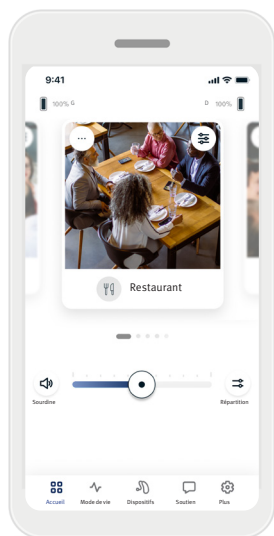 9:41
100% G
D 100%
Restaurant
Sourdine
Répartition
Accueil
Mode de vie
Dispositifs
Soutien
Plus